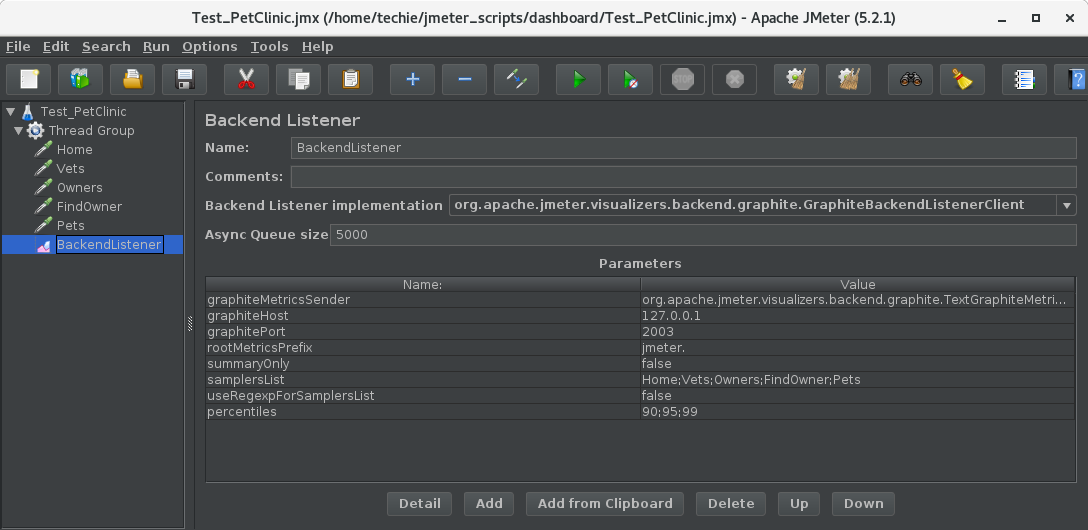 Test_PetClinic.jmx (/home/techie/jmeter_scripts/dashboard/Test_PetClinic.jmx) - Apache JMeter (5.2.1)
File Edit Search Run Options Tools Help
STOP
?
Test_PetClinic
Thread Group
Home
Vets
Owners
FindOwner
Pets
BackendListener
Backend Listener
Name: BackendListener
Comments:
Backend Listener implementation org.apache.jmeter.visualizers.backend.graphite.GraphiteBackendListenerClient
Async Queue size 5000
Parameters
Name: Value
graphiteMetricsSender org.apache.jmeter.visualizers.backend.graphite.TextGraphiteMetri...
graphiteHost 127.0.0.1
graphitePort 2003
rootMetricsPrefix jmeter.
summaryOnly false
samplersList Home;Vets;Owners;FindOwner;Pets
useRegexpForSamplersList false
percentiles 90;95;99
Detail Add Add from Clipboard Delete Up Down